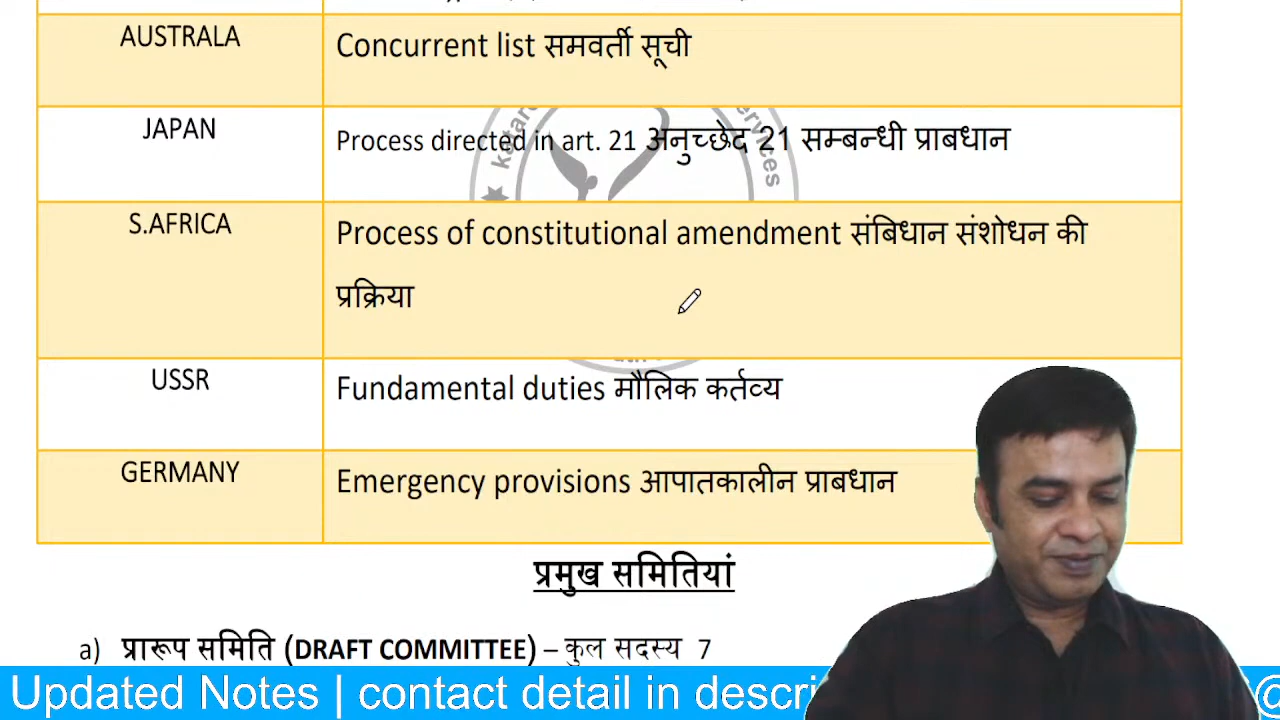 AUSTRALA
Concurrent list समवर्ती सूची
JAPAN
Process directed in art. 21 अनुच्छेद 21 सम्बन्धी प्राबधान
S.AFRICA
Process of constitutional amendment संबिधान संशोधन की
प्रक्रिया
USSR
Fundamental duties मौलिक कर्तव्य
GERMANY
Emergency provisions आपातकालीन प्राबधान
प्रमुख समितियां
a) प्रारूप समिति (DRAFT COMMITTEE) – कुल सदस्य 7
Updated Notes | contact detail in descri